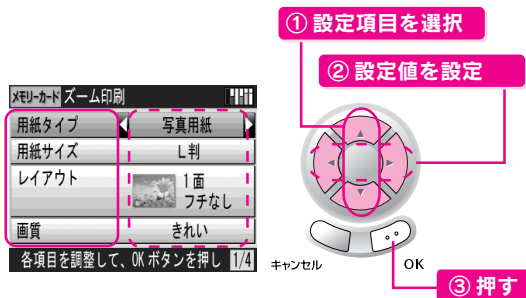 ① 設定項目を選択
② 設定値を設定
メモリーカード ズーム印刷
用紙タイプ 写真用紙
用紙サイズ L判
レイアウト 1面
フチなし
画質 きれい
各項目を調整して、OKボタンを押し 1/4
キャンセル OK
③ 押す